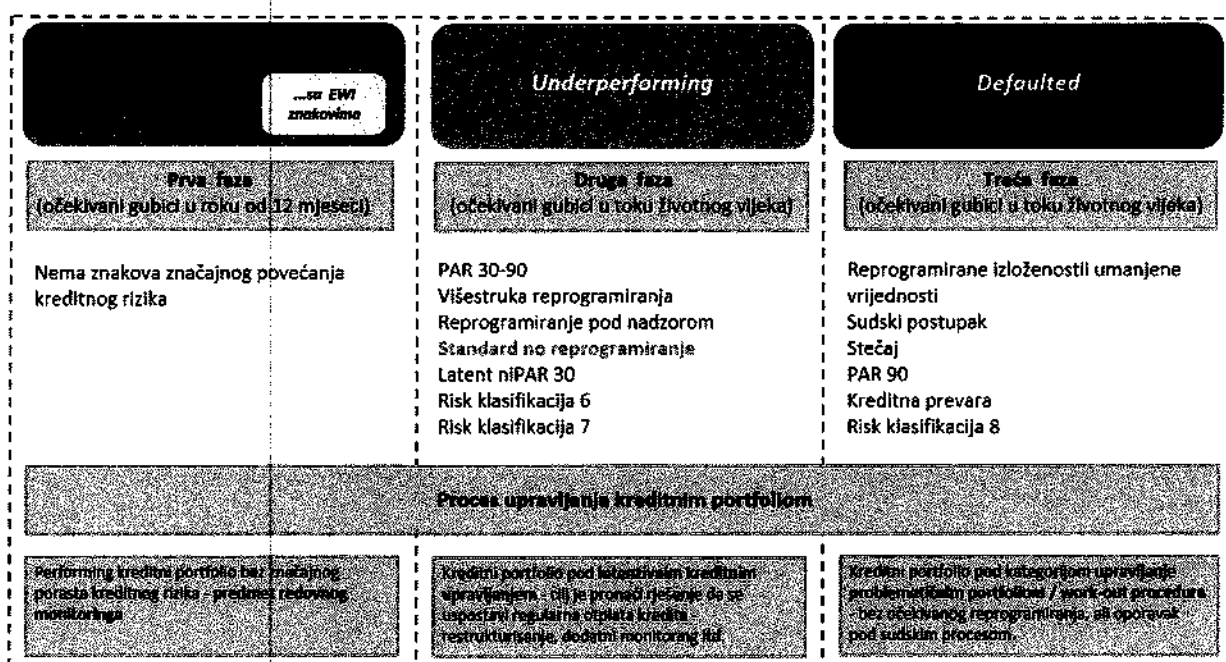 ...sa EWI
znakovima
Underperforming
Defaulted
Prva faza
(očekivani gubici u roku od 12 mjeseci)
Druga faza
(očekivani gubici u toku životnog vijeka)
Treća faza
(očekivani gubici u toku životnog vijeka)
Nema znakova značajnog povećanja
kreditnog rizika
PAR 30-90
Višestruka reprogramiranja
Reprogramiranje pod nadzorom
Standard no reprogramiranje
Latent niPAR 30
Risk klasifikacija 6
Risk klasifikacija 7
Reprogramirane izloženostii umanjene
vrijednosti
Sudski postupak
Stečaj
PAR 90
Kreditna prevara
Risk klasifikacija 8
Proces upravljanja kreditnim portfoliom
Performing kreditni portfolio bez značajnog
porasta kreditnog rizika - predmet redovnog
monitoringa
Kreditni portfolio pod intenzivnim kreditnim
upravljanjem - cilj je pronaći rješenje da se
uspostavi regularna otplata kredita -
restrukturisanje, dodatni monitoring itd.
Kreditni portfolio pod kategorijom upravljanje
problematičnim portfoliom / work-out procedura
- bez očekivanog reprogramiranja, ali oporavak
pod sudskim procesom.